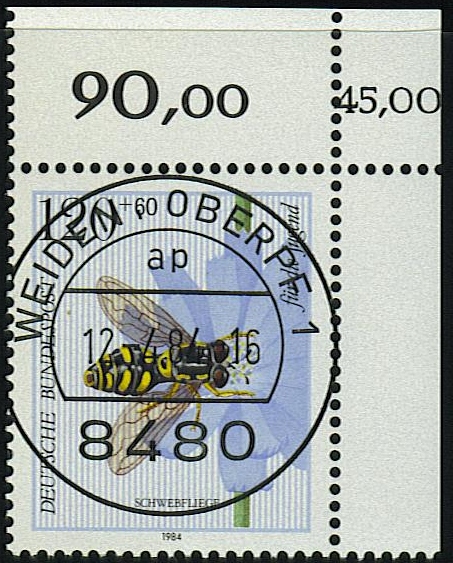 90,00
45,00
120+60
für die Jugend
WEIDEN, OBERPF 1
ap
12.-4.84-16
8480
DEUTSCHE BUNDESPOST
SCHWEBFLIEGE
1984